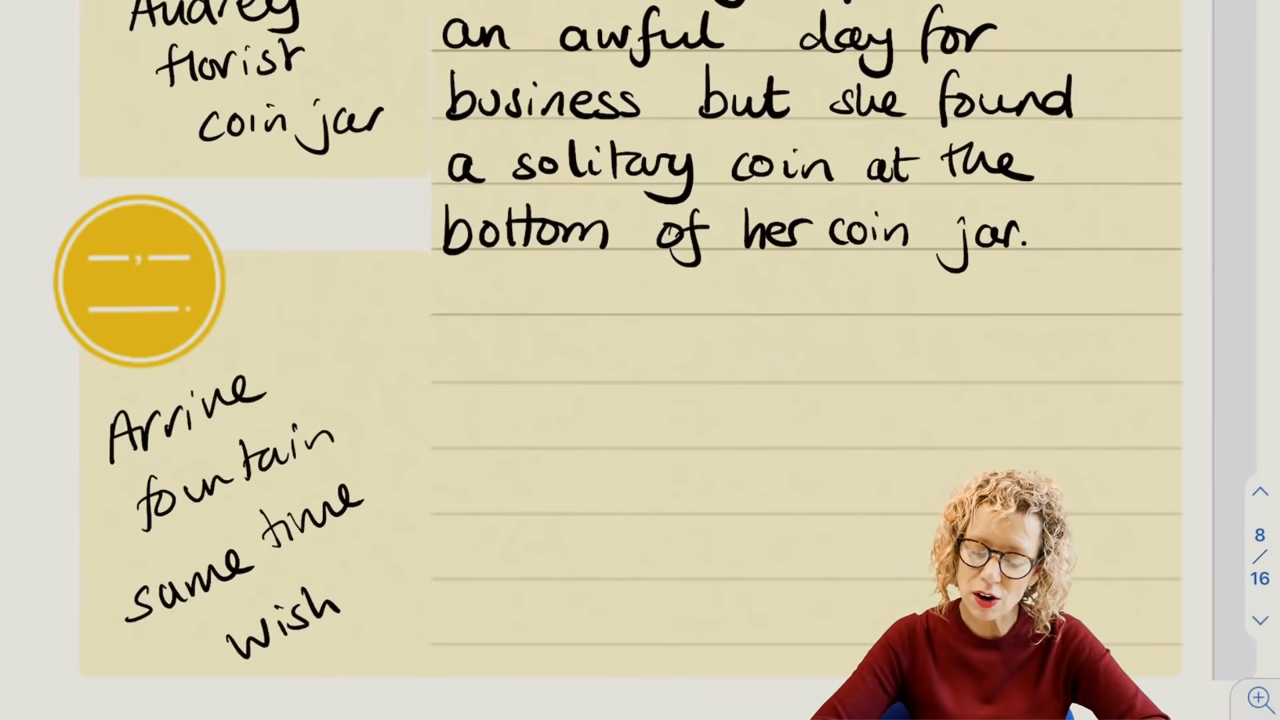 Audrey
florist
coin jar
an awful day for
business but she found
a solitary coin at the
bottom of her coin jar.
Arrive
fountain
same time
wish
8
/
16